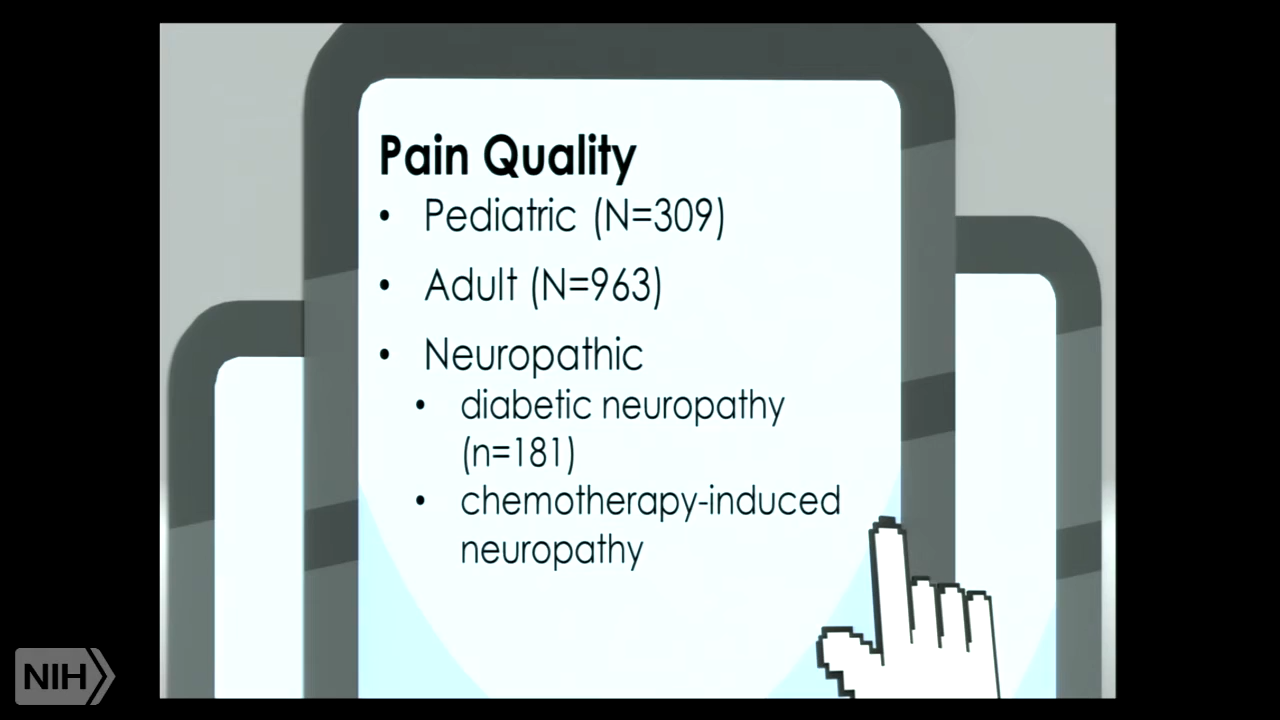 Pain Quality
• Pediatric (N=309)
• Adult (N=963)
• Neuropathic
• diabetic neuropathy
(n=181)
• chemotherapy-induced
neuropathy
NIH